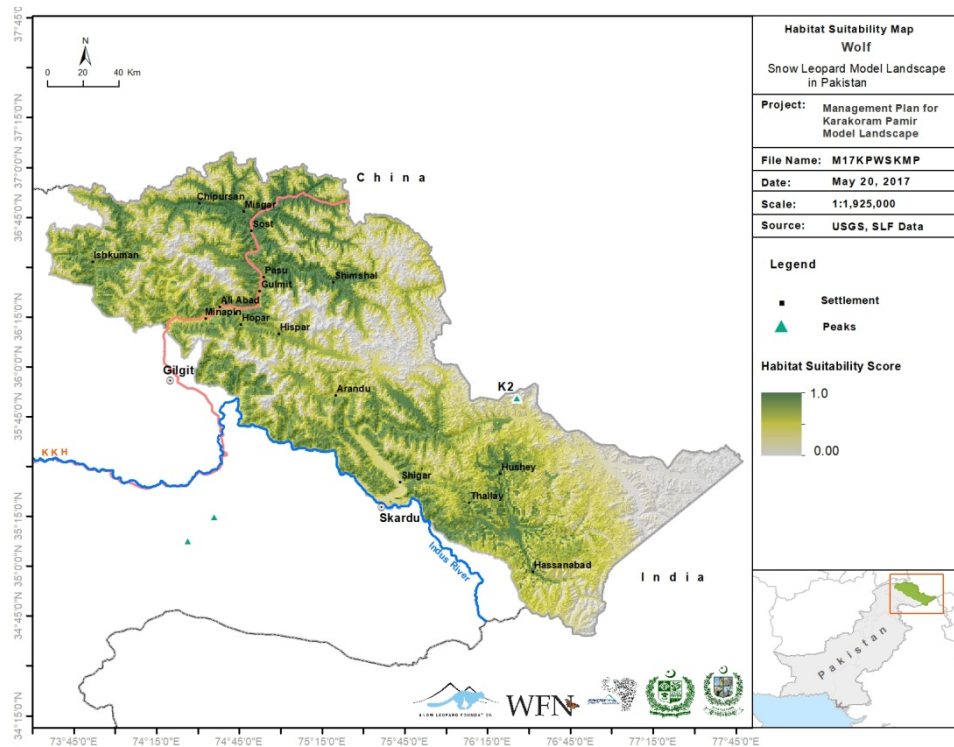 37°45'0"N
37°15'0"N
37°0'0"N
36°45'0"N
36°15'0"N
36°0'0"N
35°45'0"N
35°15'0"N
35°0'0"N
34°45'0"N
34°15'0"N
73°45'0"E
74°15'0"E
74°45'0"E
75°15'0"E
75°45'0"E
76°15'0"E
76°45'0"E
77°15'0"E
77°45'0"E
N
0 20 40 Km
China
Chipursan
Misgar
Sost
Ishkuman
Pasu
Shimshal
Gulmit
Ali Abad
Minapin
Hopar
Hispar
Gilgit
Arandu
K2
KKH
Hushey
Shigar
Thallay
Skardu
Indus River
Hassanabad
India
SNOW LEOPARD FOUNDATION
WFN
Habitat Suitability Map
Wolf
Snow Leopard Model Landscape
in Pakistan
Project: Management Plan for
Karakoram Pamir
Model Landscape
File Name: M17KPWSKMP
Date: May 20, 2017
Scale: 1:1,925,000
Source: USGS, SLF Data
Legend
Settlement
Peaks
Habitat Suitability Score
1.0
0.00
Pakistan